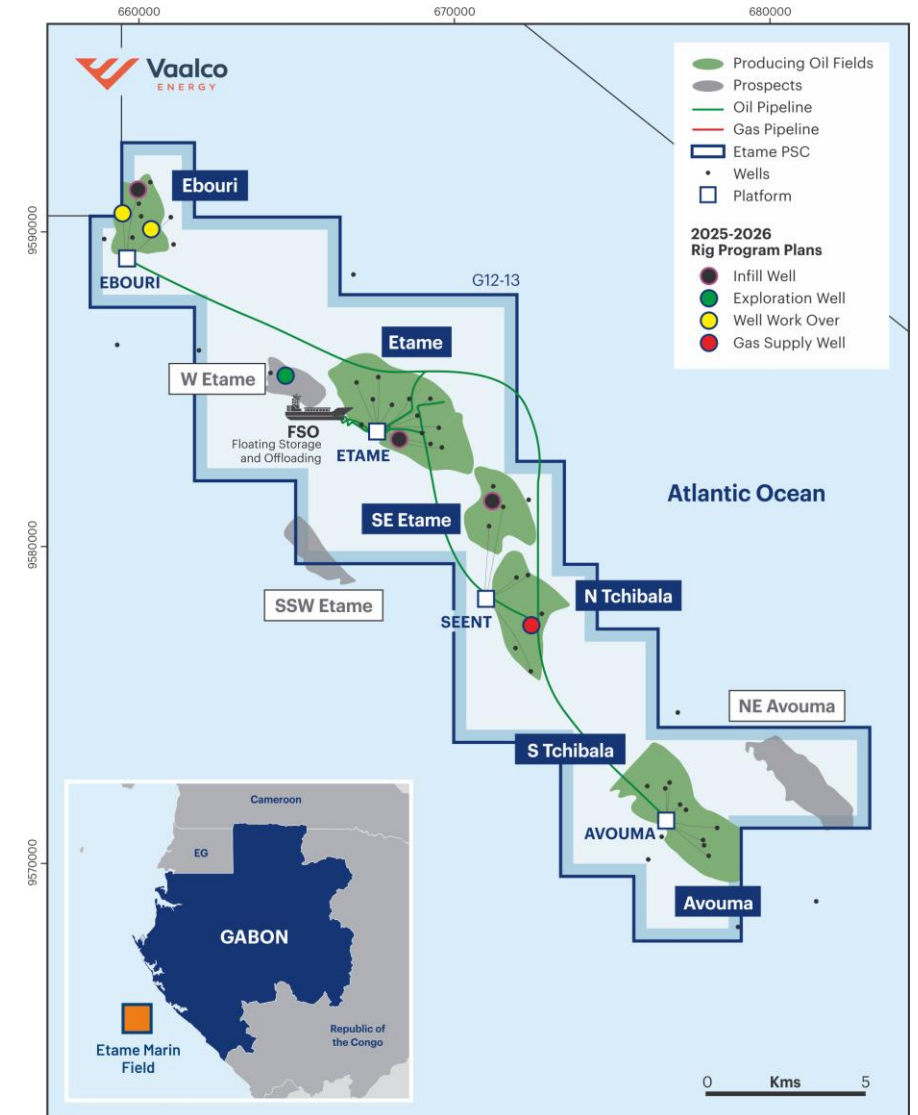 660000
670000
680000
Vaalco
ENERGY
Producing Oil Fields
Prospects
Oil Pipeline
Gas Pipeline
Etame PSC
Wells
Platform
2025-2026
Rig Program Plans
Infill Well
Exploration Well
Well Work Over
Gas Supply Well
9590000
Ebouri
EBOURI
G12-13
Etame
W Etame
FSO
Floating Storage
and Offloading
ETAME
SE Etame
Atlantic Ocean
9580000
SSW Etame
SEENT
N Tchibala
NE Avouma
S Tchibala
AVOUMA
Avouma
9570000
Cameroon
EG
GABON
Republic of
the Congo
Etame Marin
Field
0 Kms 5